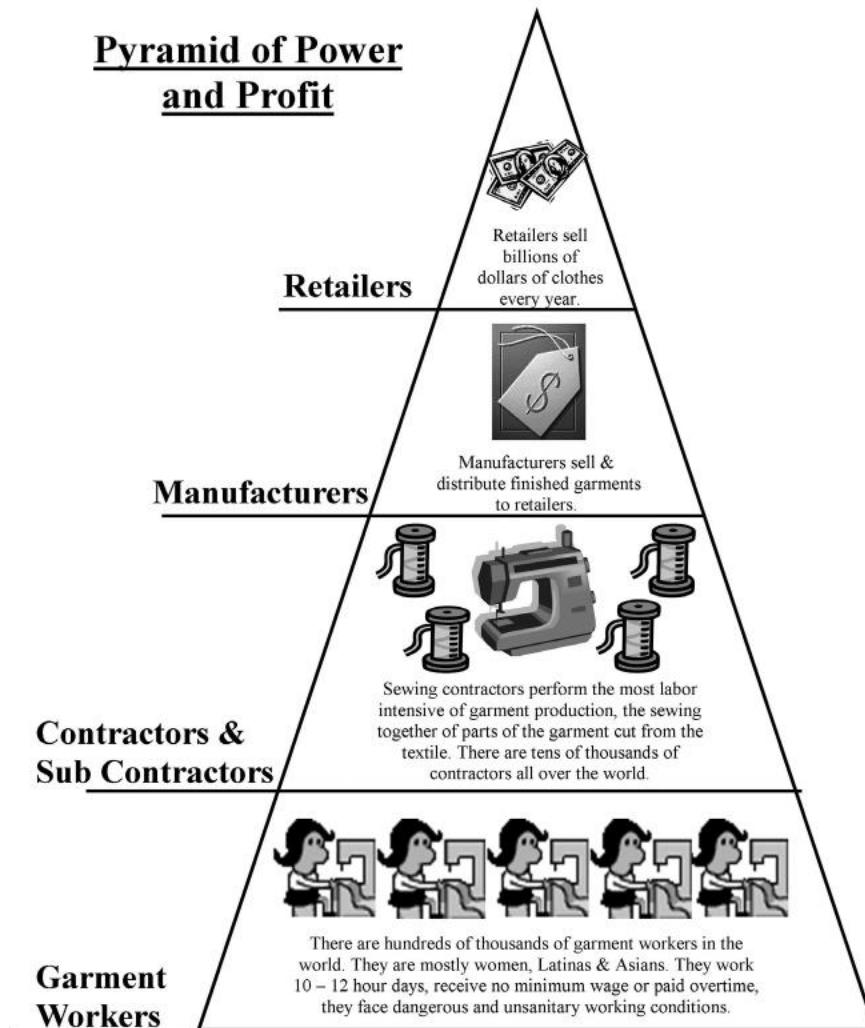 Pyramid of Power
and Profit
Retailers sell
billions of
dollars of clothes
every year.
Retailers
$
Manufacturers sell &
distribute finished garments
to retailers.
Manufacturers
Sewing contractors perform the most labor
intensive of garment production, the sewing
together of parts of the garment cut from the
textile. There are tens of thousands of
contractors all over the world.
Contractors &
Sub Contractors
There are hundreds of thousands of garment workers in the
world. They are mostly women, Latinas & Asians. They work
10 – 12 hour days, receive no minimum wage or paid overtime,
they face dangerous and unsanitary working conditions.
Garment
Workers